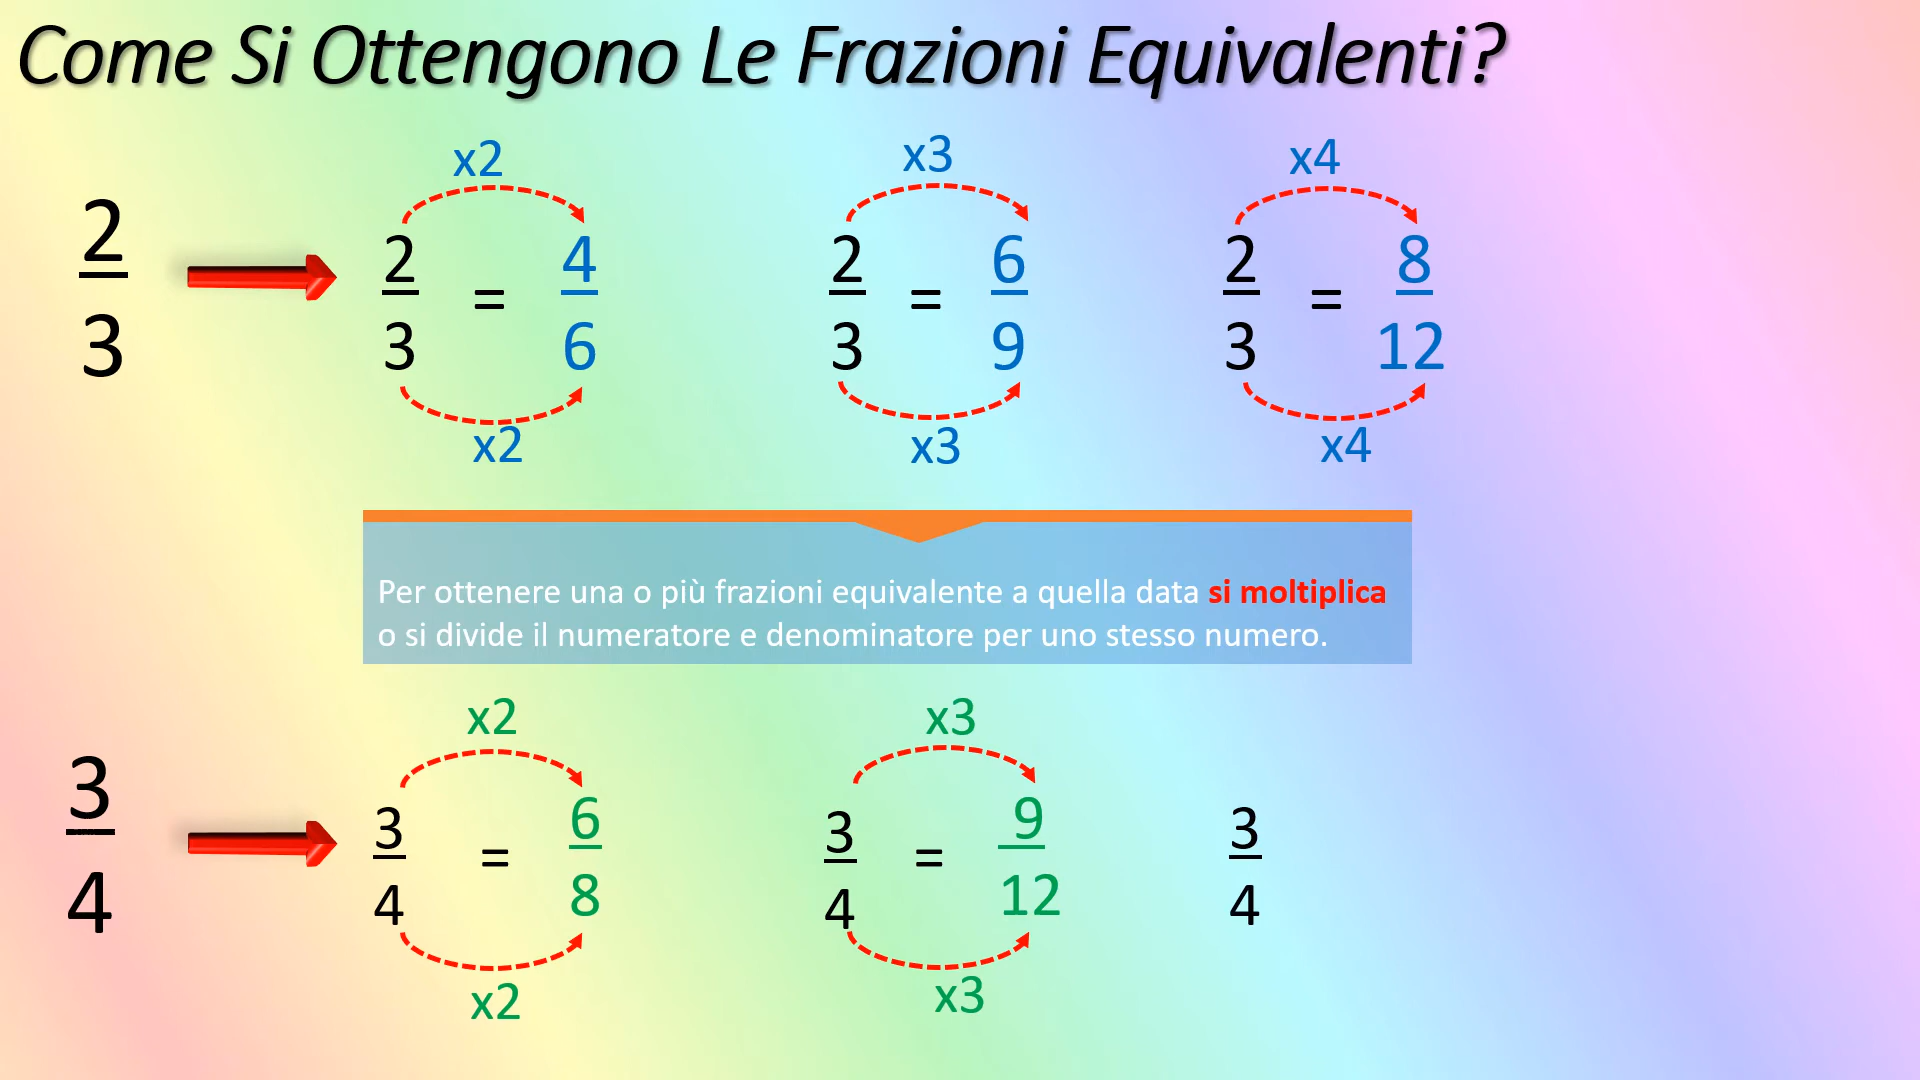 Come Si Ottengono Le Frazioni Equivalenti?
x2 x3 x4
2 2 4 2 6 2 8
= = =
3 3 6 3 9 3 12
x2 x3 x4
Per ottenere una o più frazioni equivalente a quella data si moltiplica
o si divide il numeratore e denominatore per uno stesso numero.
x2 x3
3 3 6 3 9 3
= =
4 4 8 4 12 4
x2 x3